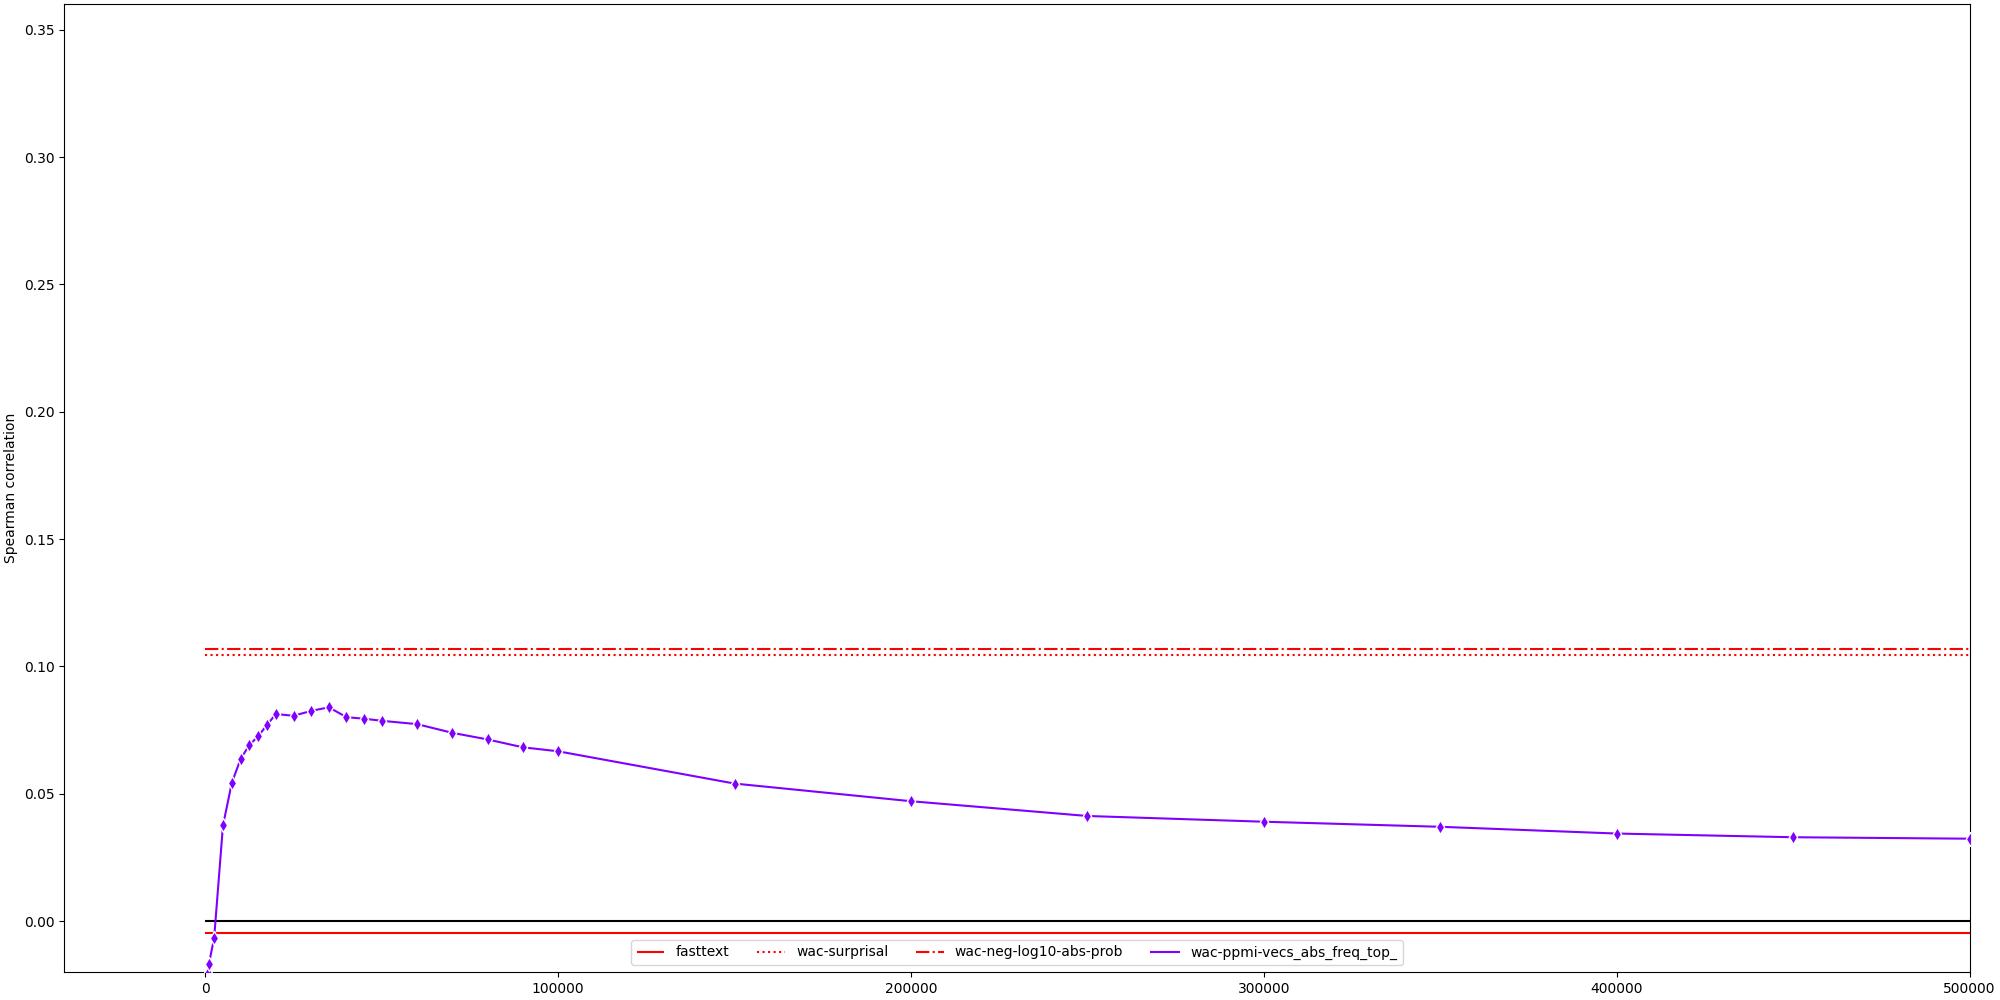 0.35
0.30
0.25
0.20
0.15
0.10
0.05
0.00
Spearman correlation
fasttext wac-surprisal wac-neg-log10-abs-prob wac-ppmi-vecs_abs_freq_top_
0 100000 200000 300000 400000 500000